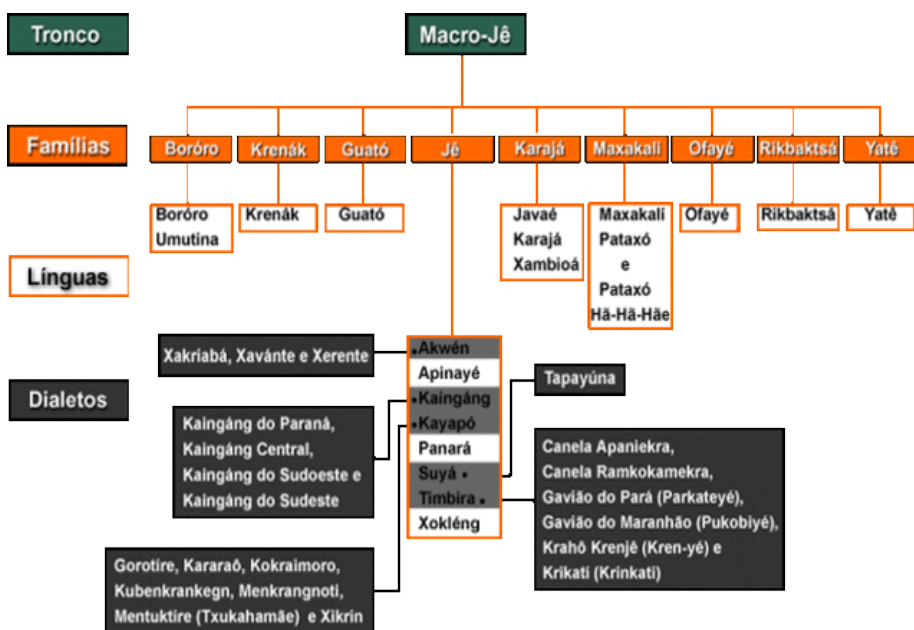 Tronco
Macro-Jê
Famílias
Boróro
Krenák
Guató
Jê
Karajá
Maxakalí
Ofayé
Rikbaktsá
Yatê
Línguas
Boróro
Umutina
Krenák
Guató
Javaé
Karajá
Xambioá
Maxakalí
Pataxó
e
Pataxó
Hã-Hã-Hãe
Ofayé
Rikbaktsá
Yatê
Dialetos
Xakriabá, Xavánte e Xerente
Kaingáng do Paraná,
Kaingáng Central,
Kaingáng do Sudoeste e
Kaingáng do Sudeste
Gorotire, Kararaô, Kokraimoro,
Kubenkrankegn, Menkrangnoti,
Mentuktíre (Txukahamãe) e Xikrin
•Akwén
Apinayé
•Kaingáng
•Kayapó
Panará
Suyá •
Timbira •
Xokléng
Tapayúna
Canela Apaniekra,
Canela Ramkokamekra,
Gavião do Pará (Parkateyé),
Gavião do Maranhão (Pukobiyé),
Krahô Krenjê (Kren-yé) e
Krikatí (Krinkati)